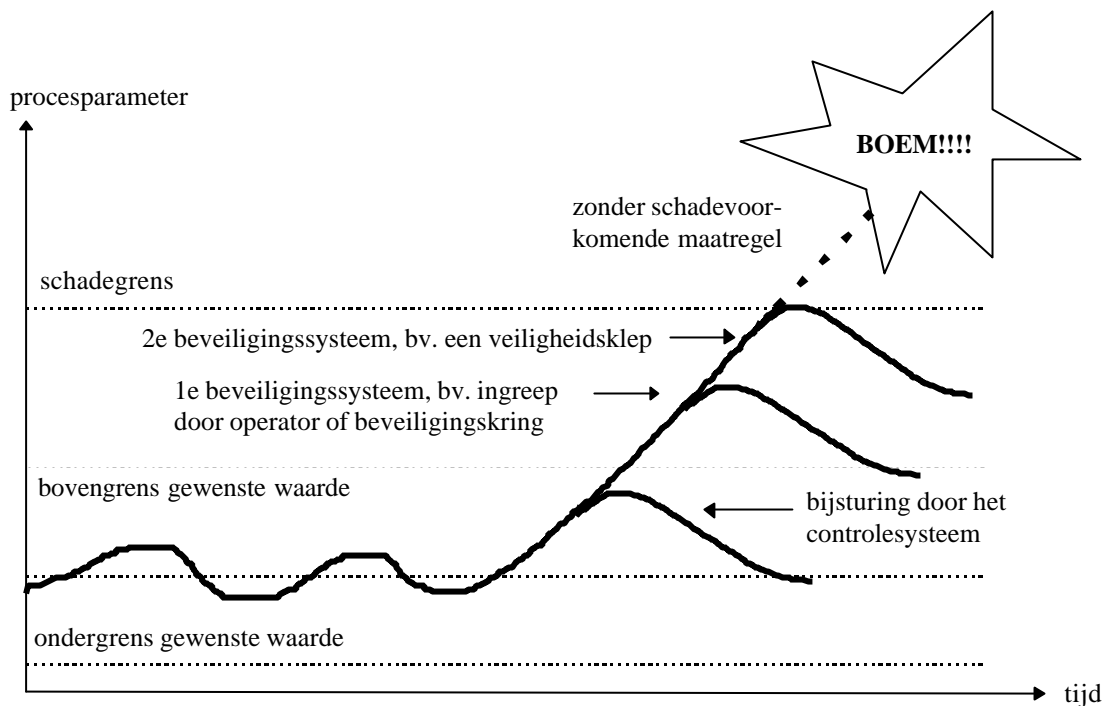 procesparameter
BOEM!!!!
zonder schadevoor-
komende maatregel
schadegrens
2e beveiligingssysteem, bv. een veiligheidsklep
1e beveiligingssysteem, bv. ingreep
door operator of beveiligingskring
bovengrens gewenste waarde
bijsturing door het
controlesysteem
ondergrens gewenste waarde
tijd